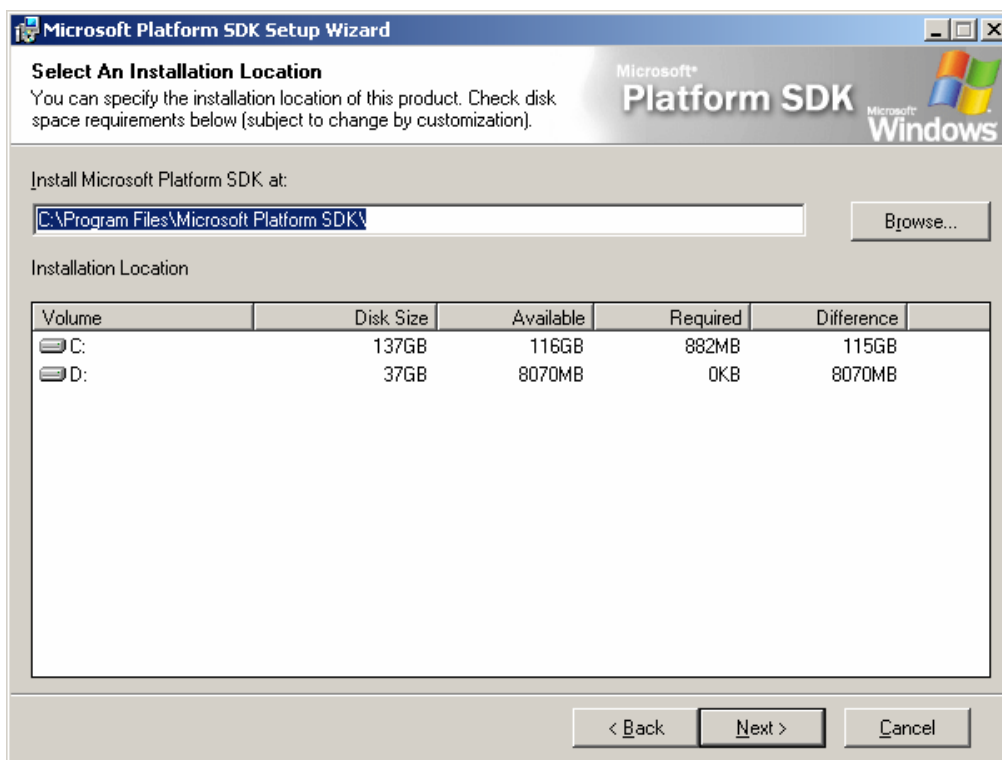 Microsoft Platform SDK Setup Wizard
Select An Installation Location
You can specify the installation location of this product. Check disk
space requirements below (subject to change by customization).
Microsoft
Platform SDK
Microsoft
Windows
Install Microsoft Platform SDK at:
C:\Program Files\Microsoft Platform SDK\
Browse...
Installation Location
Volume Disk Size Available Required Difference
C: 137GB 116GB 882MB 115GB
D: 37GB 8070MB 0KB 8070MB
< Back Next > Cancel